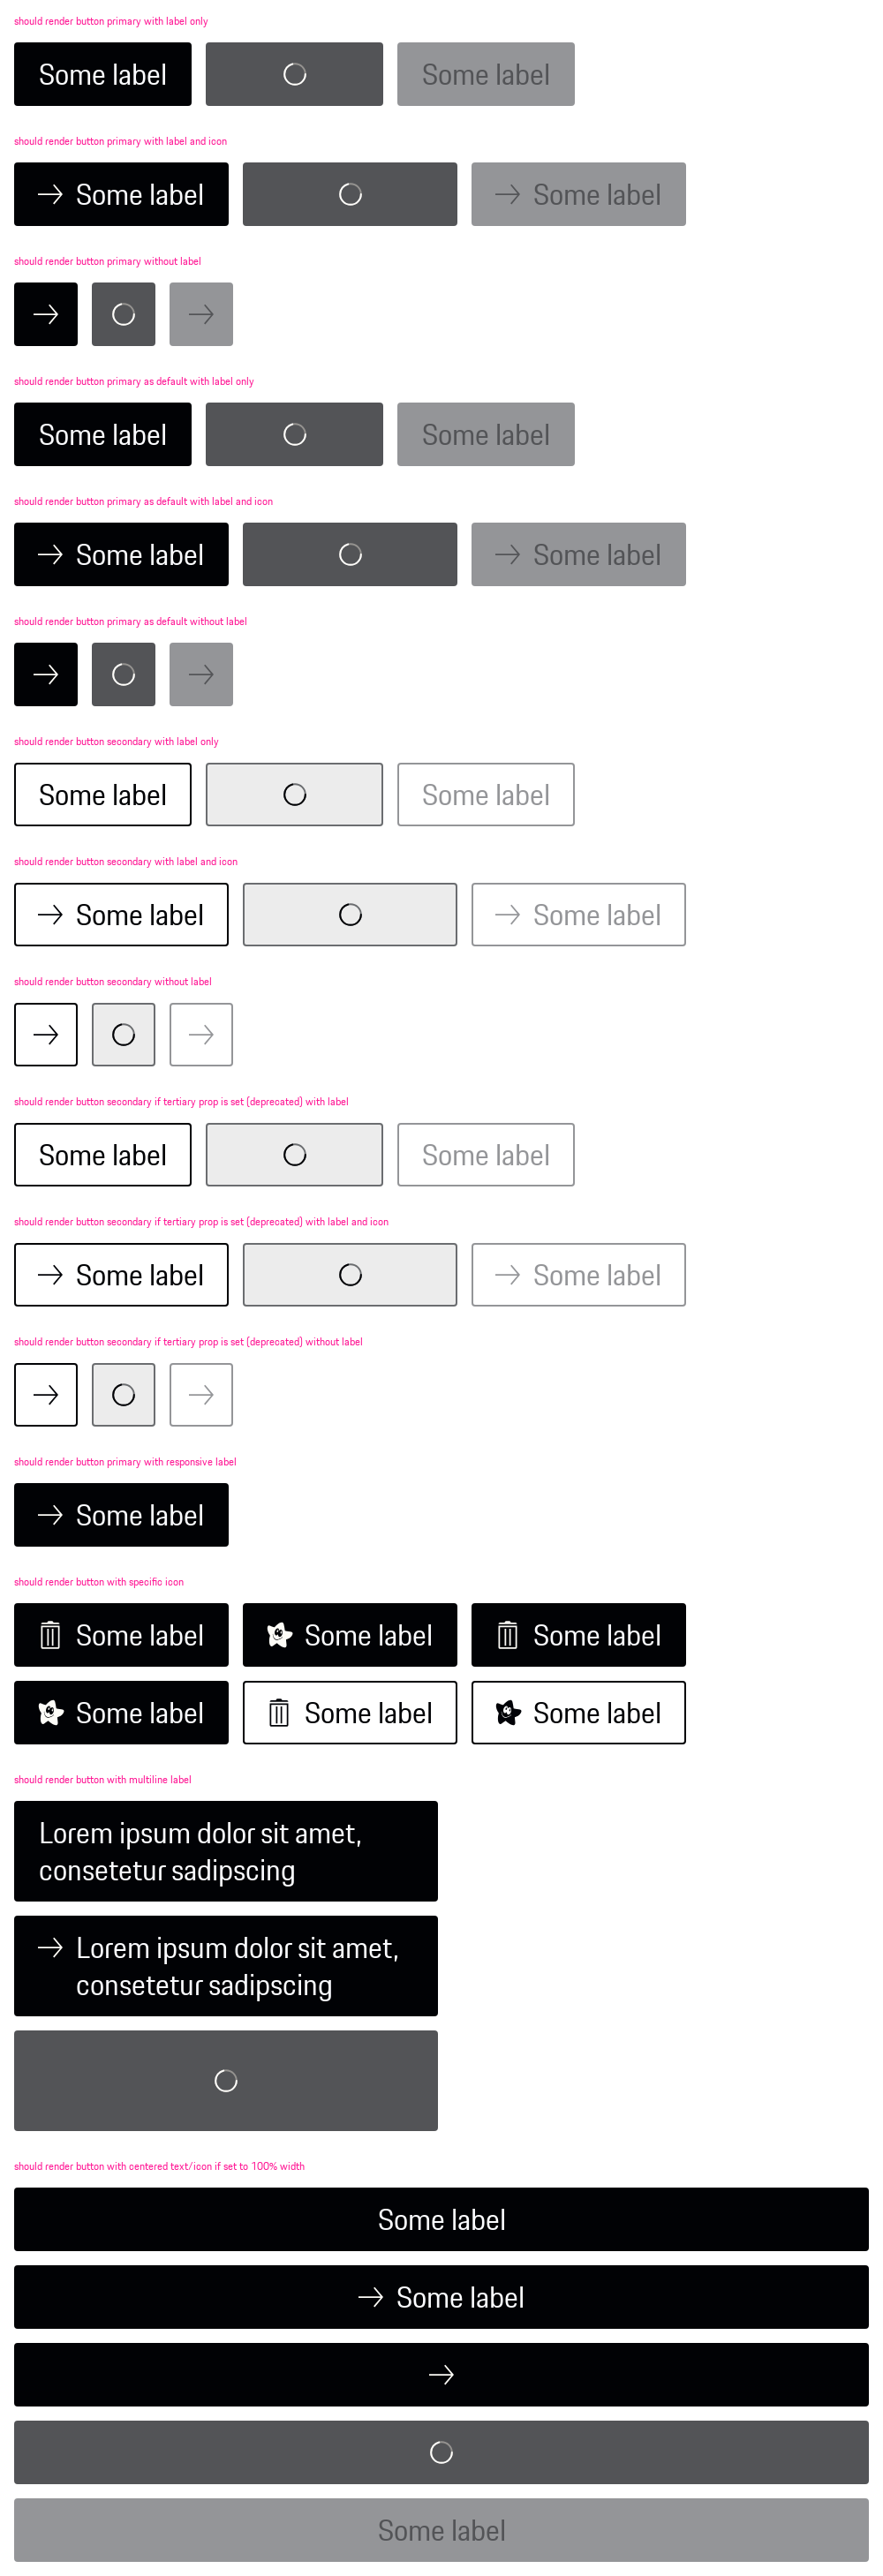 should render button primary with label only
Some label Some label
should render button primary with label and icon
Some label Some label
should render button primary without label
should render button primary as default with label only
Some label Some label
should render button primary as default with label and icon
Some label Some label
should render button primary as default without label
should render button secondary with label only
Some label Some label
should render button secondary with label and icon
Some label Some label
should render button secondary without label
should render button secondary if tertiary prop is set (deprecated) with label
Some label Some label
should render button secondary if tertiary prop is set (deprecated) with label and icon
Some label Some label
should render button secondary if tertiary prop is set (deprecated) without label
should render button primary with responsive label
Some label
should render button with specific icon
Some label Some label Some label
Some label Some label Some label
should render button with multiline label
Lorem ipsum dolor sit amet,
consetetur sadipscing
Lorem ipsum dolor sit amet,
consetetur sadipscing
should render button with centered text/icon if set to 100% width
Some label
Some label
Some label